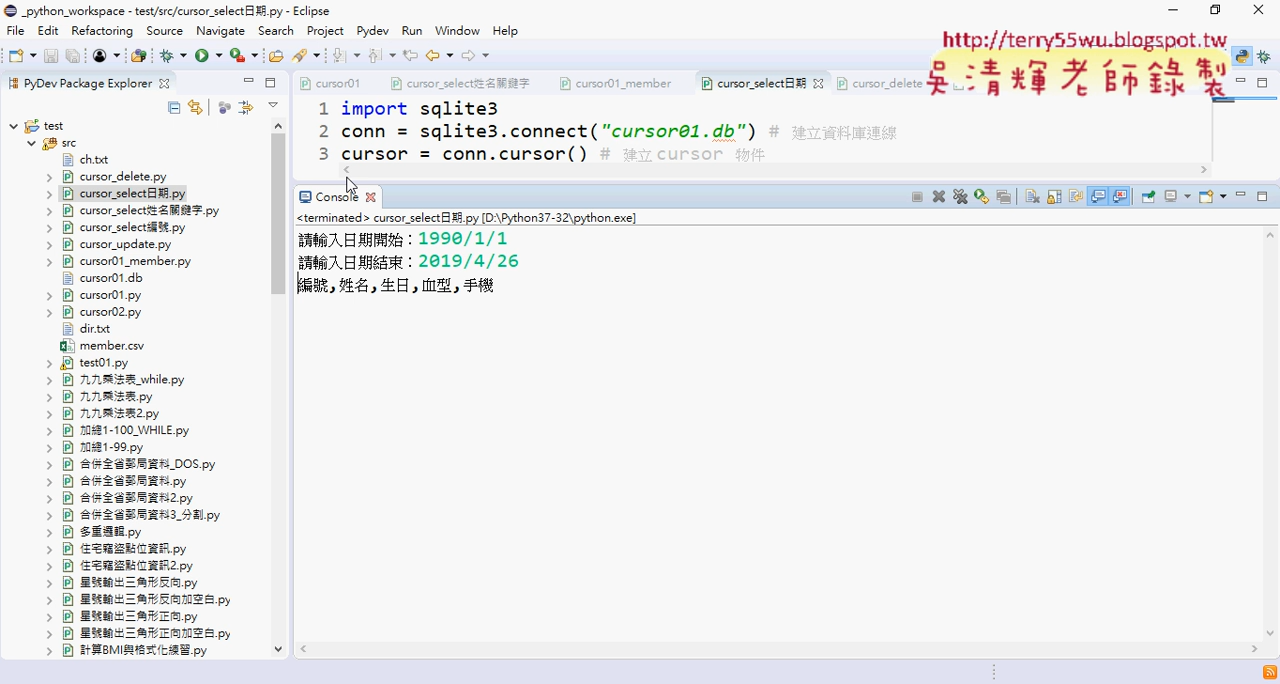 _python_workspace - test/src/cursor_select日期.py - Eclipse
File Edit Refactoring Source Navigate Search Project Pydev Run Window Help
http://terry55wu.blogspot.tw
吳清輝老師錄製
PyDev Package Explorer
cursor01 cursor_select姓名關鍵字 cursor01_member cursor_select日期 cursor_delete
1 import sqlite3
2 conn = sqlite3.connect("cursor01.db") # 建立資料庫連線
3 cursor = conn.cursor() # 建立 cursor 物件
test
src
ch.txt
cursor_delete.py
cursor_select日期.py
cursor_select姓名關鍵字.py
cursor_select編號.py
cursor_update.py
cursor01_member.py
cursor01.db
cursor01.py
cursor02.py
dir.txt
member.csv
test01.py
九九乘法表_while.py
九九乘法表.py
九九乘法表2.py
加總1-100_WHILE.py
加總1-99.py
合併全省郵局資料_DOS.py
合併全省郵局資料.py
合併全省郵局資料2.py
合併全省郵局資料3_分割.py
多重邏輯.py
住宅竊盜點位資訊.py
住宅竊盜點位資訊2.py
星號輸出三角形反向.py
星號輸出三角形反向加空白.py
星號輸出三角形正向.py
星號輸出三角形正向加空白.py
計算BMI與格式化練習.py
Console
<terminated> cursor_select日期.py [D:\Python37-32\python.exe]
請輸入日期開始：1990/1/1
請輸入日期結束：2019/4/26
編號,姓名,生日,血型,手機